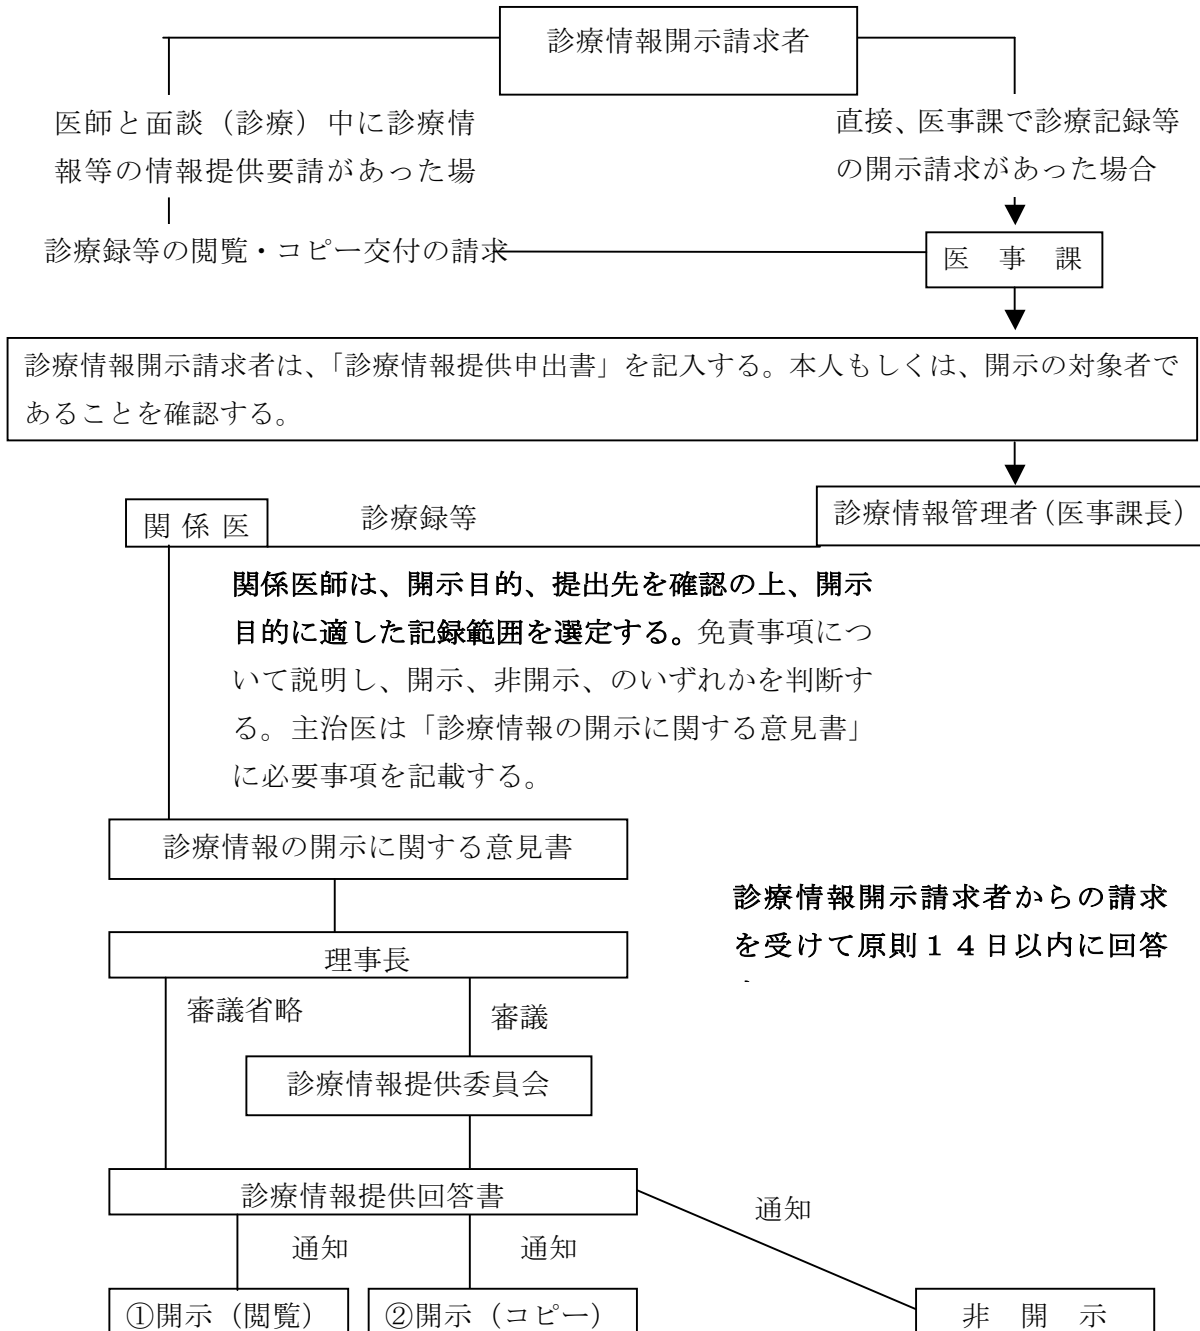 診療情報開示請求者
医師と面談（診療）中に診療情
報等の情報提供要請があった場
直接、医事課で診療記録等
の開示請求があった場合
診療録等の閲覧・コピー交付の請求
医　事　課
診療情報開示請求者は、「診療情報提供申出書」を記入する。本人もしくは、開示の対象者で
あることを確認する。
関 係 医
診療録等
診療情報管理者（医事課長）
関係医師は、開示目的、提出先を確認の上、開示
目的に適した記録範囲を選定する。免責事項につ
いて説明し、開示、非開示、のいずれかを判断す
る。主治医は「診療情報の開示に関する意見書」
に必要事項を記載する。
診療情報の開示に関する意見書
診療情報開示請求者からの請求
を受けて原則１４日以内に回答
理事長
審議省略
審議
診療情報提供委員会
診療情報提供回答書
通知
通知
通知
①開示（閲覧）
②開示（コピー）
非　開　示